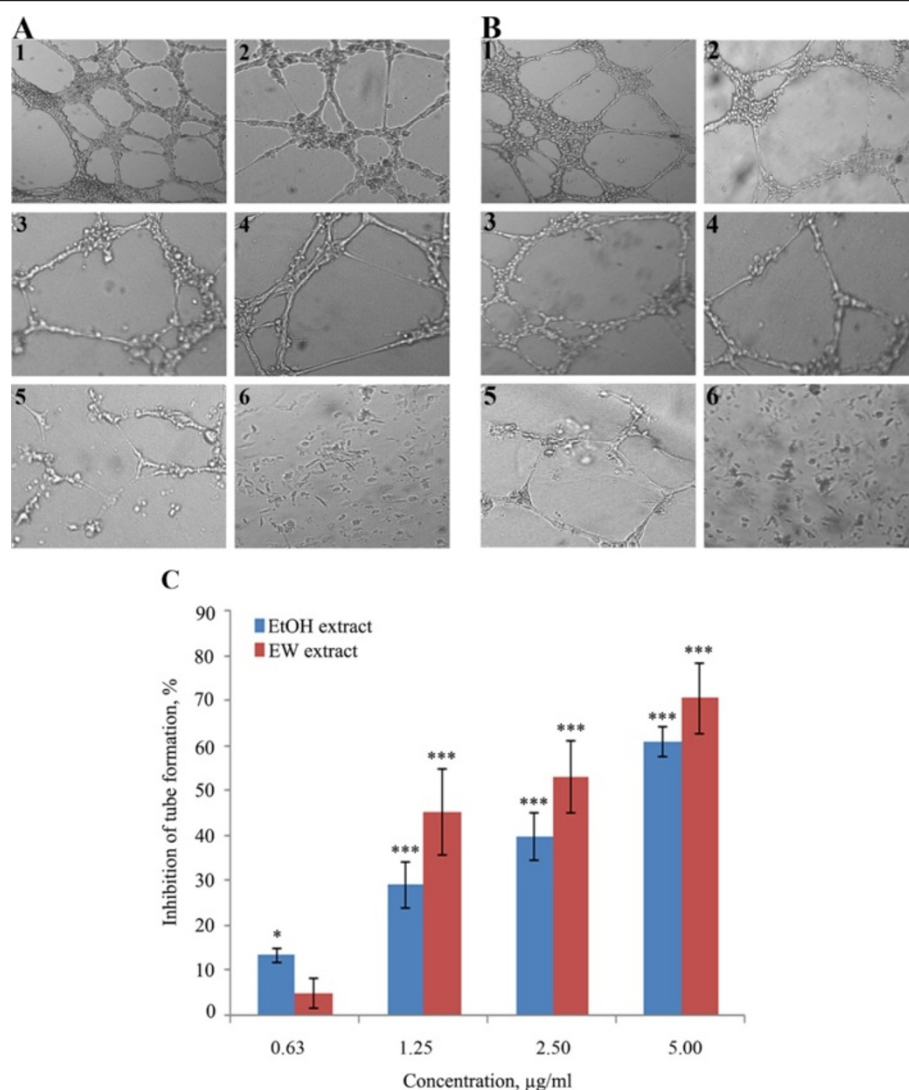 A B
1 2 1 2
3 4 3 4
5 6 5 6
C
90
80
70
60
50
40
30
20
10
0
Inhibition of tube formation, %
EtOH extract
EW extract
* *** *** *** *** *** ***
0.63 1.25 2.50 5.00
Concentration, µg/ml